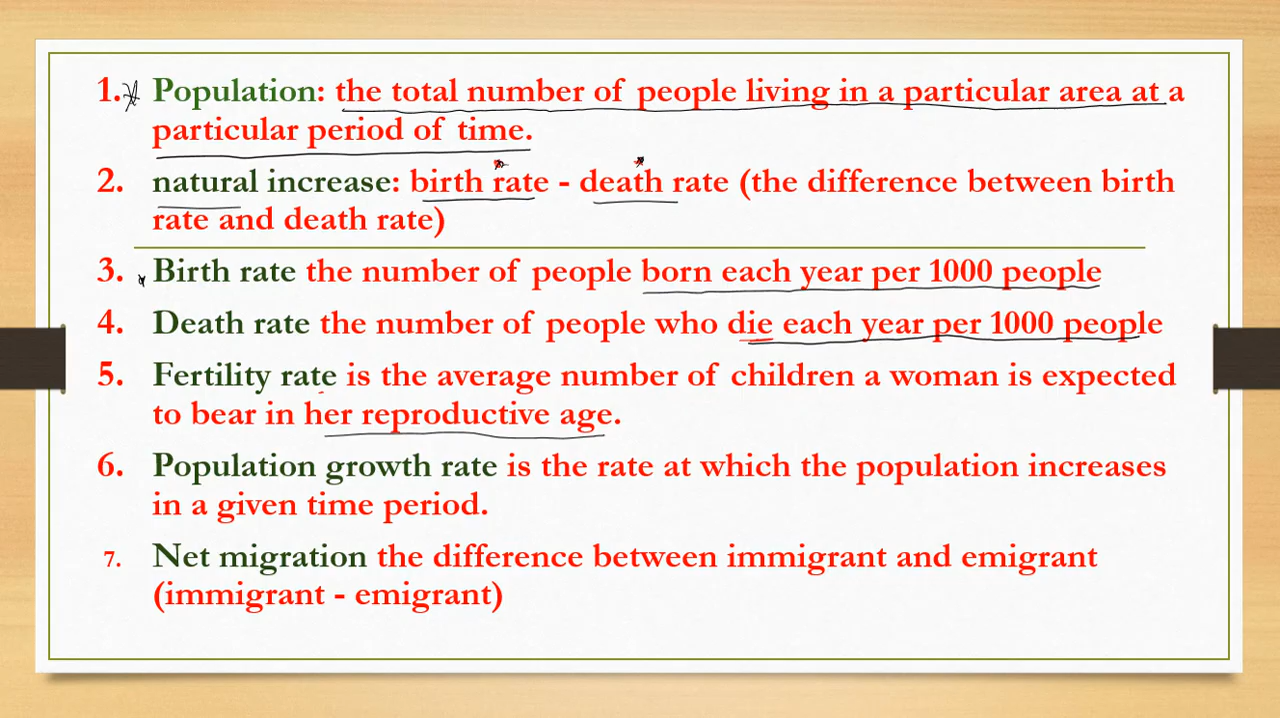 1. Population: the total number of people living in a particular area at a
particular period of time.
2. natural increase: birth rate - death rate (the difference between birth
rate and death rate)
3. Birth rate the number of people born each year per 1000 people
4. Death rate the number of people who die each year per 1000 people
5. Fertility rate is the average number of children a woman is expected
to bear in her reproductive age.
6. Population growth rate is the rate at which the population increases
in a given time period.
7. Net migration the difference between immigrant and emigrant
(immigrant - emigrant)